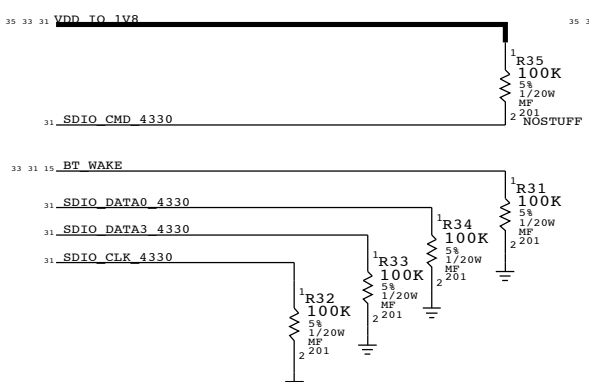 35 33 31 VDD_IO_1V8
35 3
1
R35
100K
5%
1/20W
MF
201
2
NOSTUFF
31 SDIO_CMD_4330
33 31 15 BT_WAKE
1
R31
100K
5%
1/20W
MF
201
2
31 SDIO_DATA0_4330
1
R34
100K
5%
1/20W
MF
201
2
31 SDIO_DATA3_4330
1
R33
100K
5%
1/20W
MF
201
2
31 SDIO_CLK_4330
1
R32
100K
5%
1/20W
MF
201
2